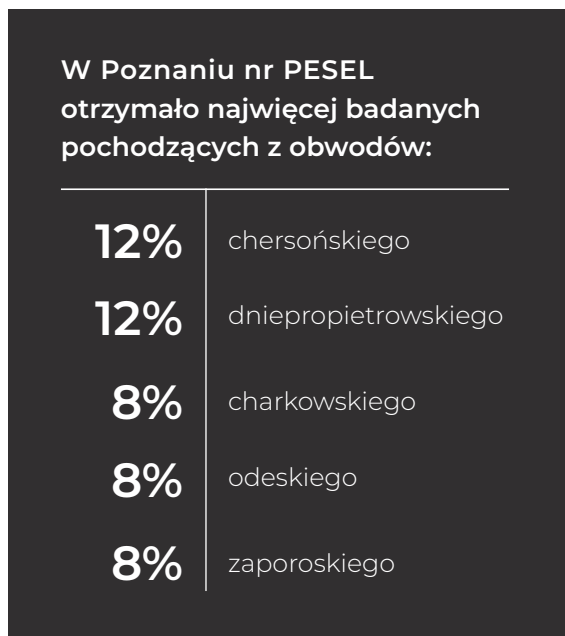 W Poznaniu nr PESEL
otrzymało najwięcej badanych
pochodzących z obwodów:
12% chersońskiego
12% dniepropietrowskiego
8% charkowskiego
8% odeskiego
8% zaporoskiego